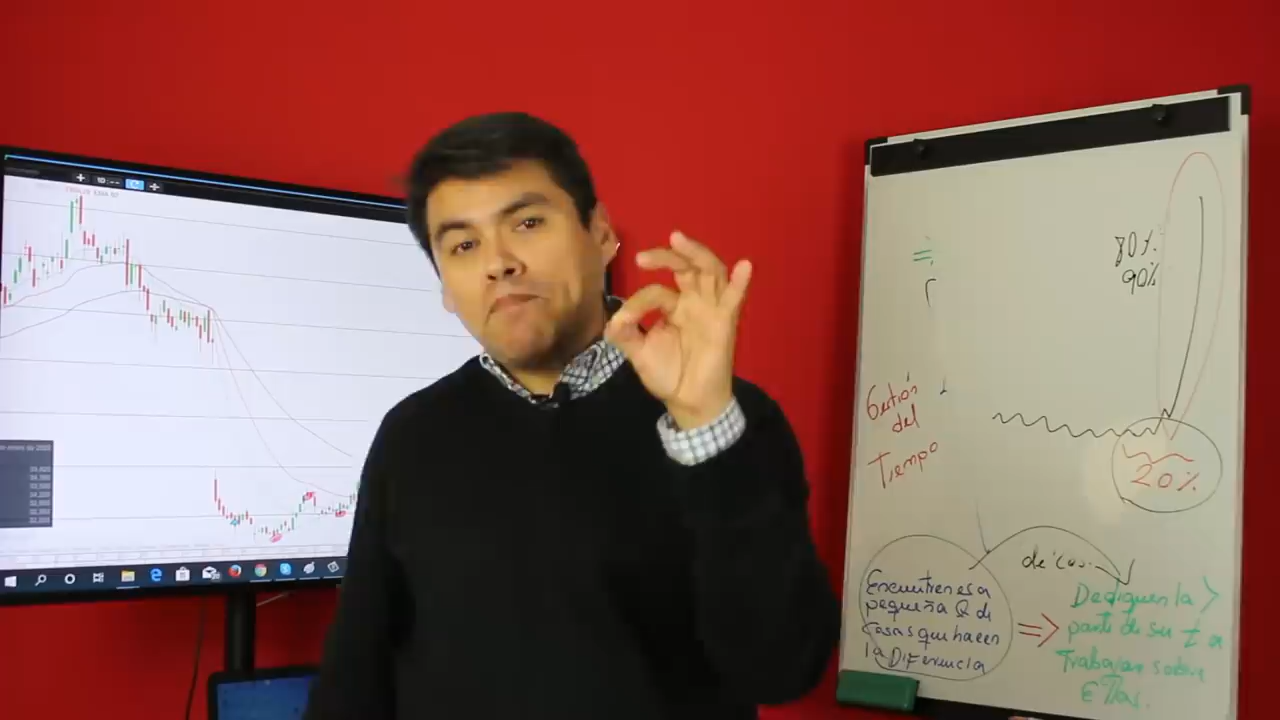 80%
90%
Gestión
del
Tiempo
20%
Encuentren esa
pequeña Q de
Cosas que hacen
la Diferencia
de cos..
Dediquen la >
parte de su t a
Trabajar sobre
Ellas.